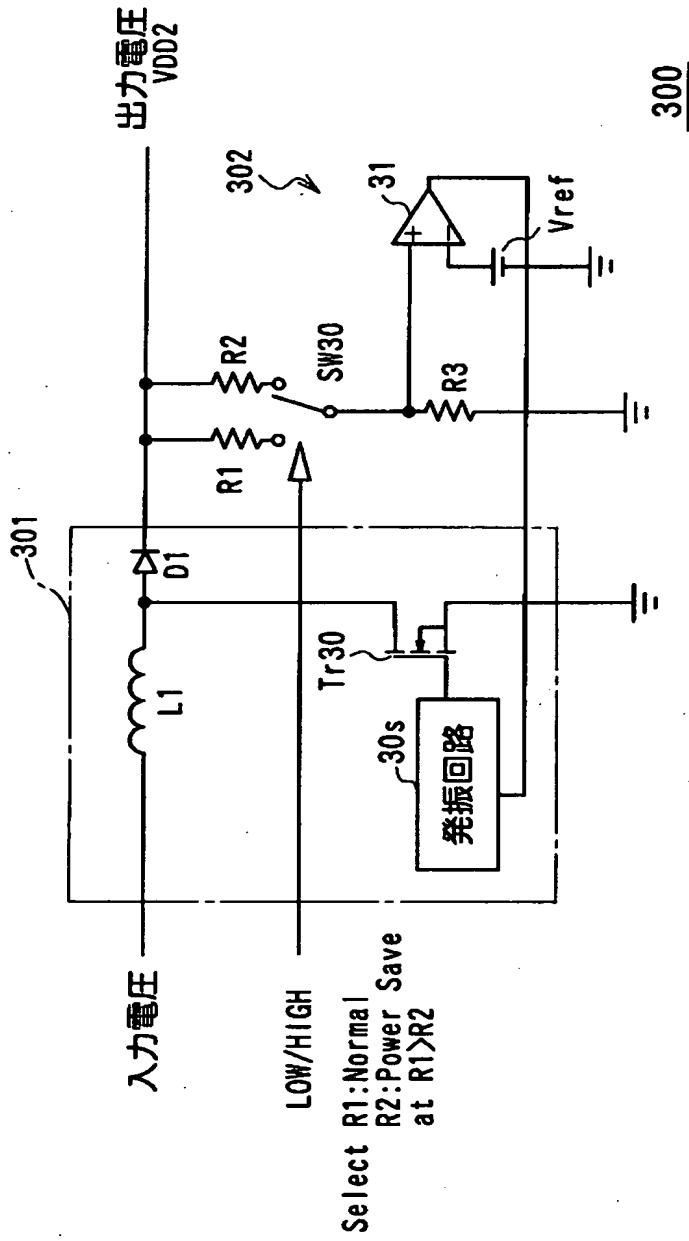 301
入力電圧
L1
D1
出力電圧
VDD2
R1
R2
SW30
302
LOW/HIGH
Select R1:Normal
R2:Power Save
at R1>R2
Tr30
30s
発振回路
R3
+
−
31
Vref
300